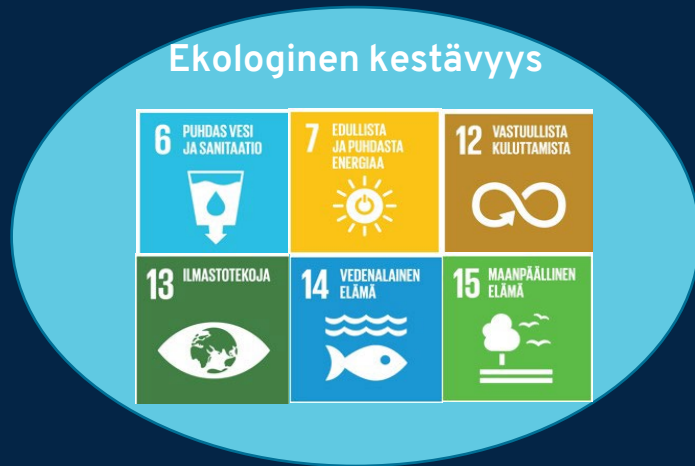 Ekologinen kestävyys
6 PUHDAS VESI
JA SANITAATIO
7 EDULLISTA
JA PUHDASTA
ENERGIAA
12 VASTUULLISTA
KULUTTAMISTA
13 ILMASTOTEKOJA
14 VEDENALAINEN
ELÄMÄ
15 MAANPÄÄLLINEN
ELÄMÄ